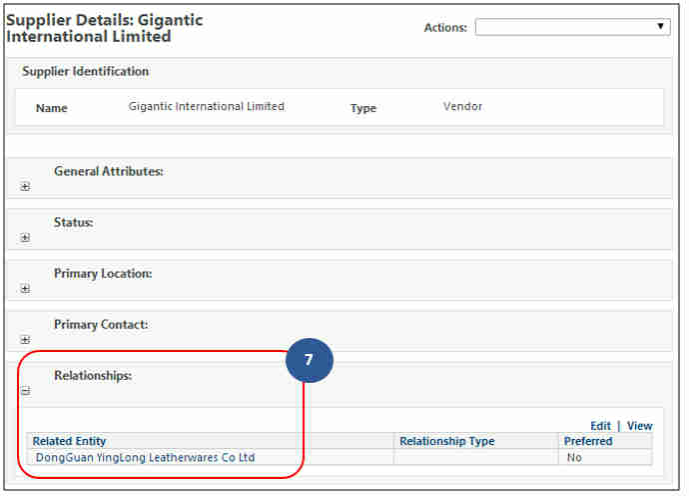 Supplier Details: Gigantic
International Limited
Actions:
Supplier Identification
Name Gigantic International Limited Type Vendor
General Attributes:
Status:
Primary Location:
Primary Contact:
7
Relationships:
Edit | View
Related Entity Relationship Type Preferred
DongGuan YingLong Leatherwares Co Ltd No